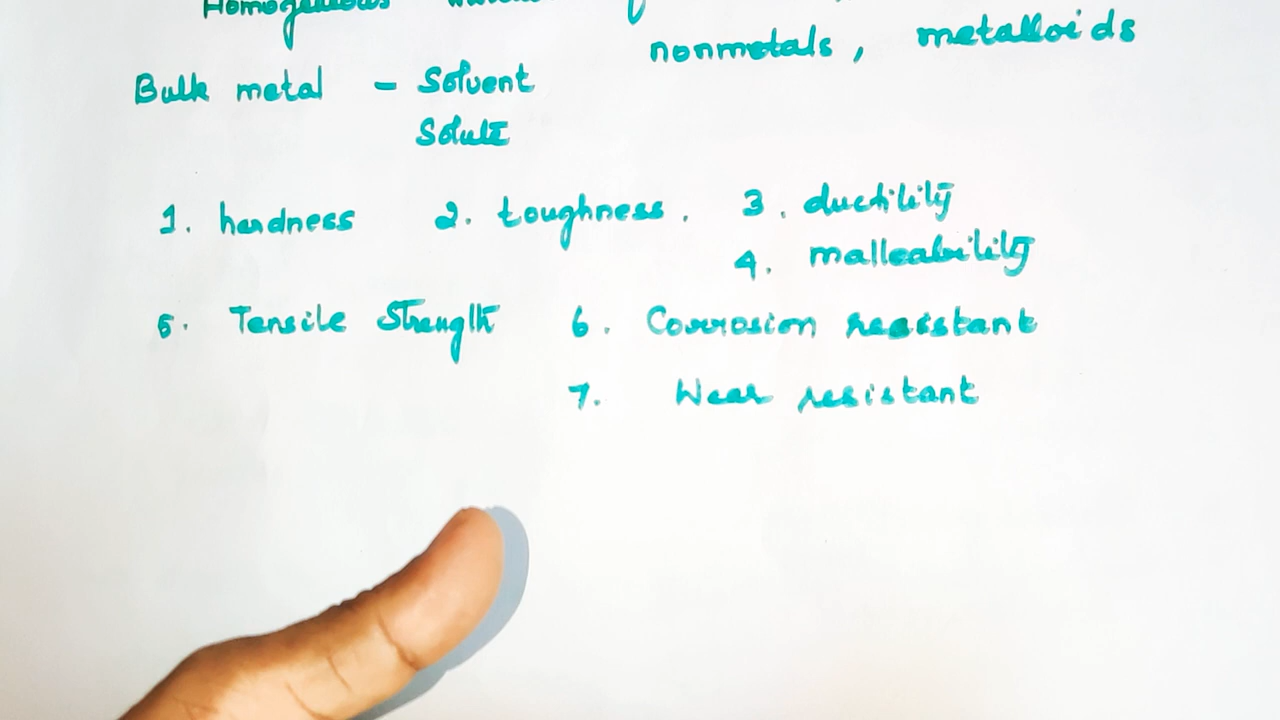 Homogeneous
nonmetals, metalloids
Bulk metal - Solvent
Solute
1. hardness 2. toughness. 3. ductility
4. malleability
5. Tensile Strength 6. Corrosion resistant
7. Wear resistant